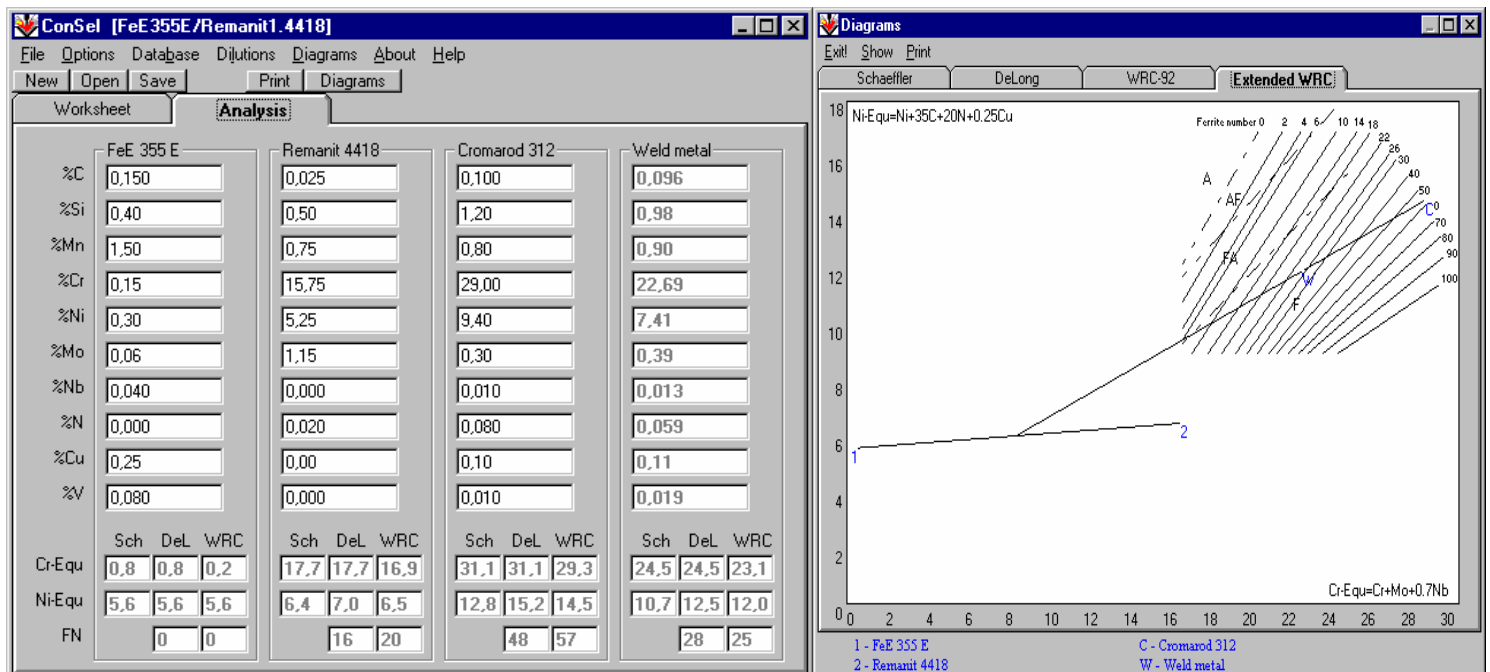 ConSel [FeE355E/Remanit1.4418]
File Options Database Dilutions Diagrams About Help
New Open Save Print Diagrams
Worksheet Analysis
FeE 355 E Remanit 4418 Cromarod 312 Weld metal
%C 0,150 0,025 0,100 0,096
%Si 0,40 0,50 1,20 0,98
%Mn 1,50 0,75 0,80 0,90
%Cr 0,15 15,75 29,00 22,69
%Ni 0,30 5,25 9,40 7,41
%Mo 0,06 1,15 0,30 0,39
%Nb 0,040 0,000 0,010 0,013
%N 0,000 0,020 0,080 0,059
%Cu 0,25 0,00 0,10 0,11
%V 0,080 0,000 0,010 0,019
Sch DeL WRC Sch DeL WRC Sch DeL WRC Sch DeL WRC
Cr-Equ 0,8 0,8 0,2 17,7 17,7 16,9 31,1 31,1 29,3 24,5 24,5 23,1
Ni-Equ 5,6 5,6 5,6 6,4 7,0 6,5 12,8 15,2 14,5 10,7 12,5 12,0
FN 0 0 16 20 48 57 28 25
Diagrams
Exit! Show Print
Schaeffler DeLong WRC-92 Extended WRC
18
Ni-Equ=Ni+35C+20N+0.25Cu
Ferrite number 0 2 4 6 10 14 18
22
26
30
40
50
0
70
80
90
100
16
14
12
10
8
6
4
2
0
A
AF
FA
F
C
W
1
2
Cr-Equ=Cr+Mo+0.7Nb
0 2 4 6 8 10 12 14 16 18 20 22 24 26 28 30
1 - FeE 355 E C - Cromarod 312
2 - Remanit 4418 W - Weld metal